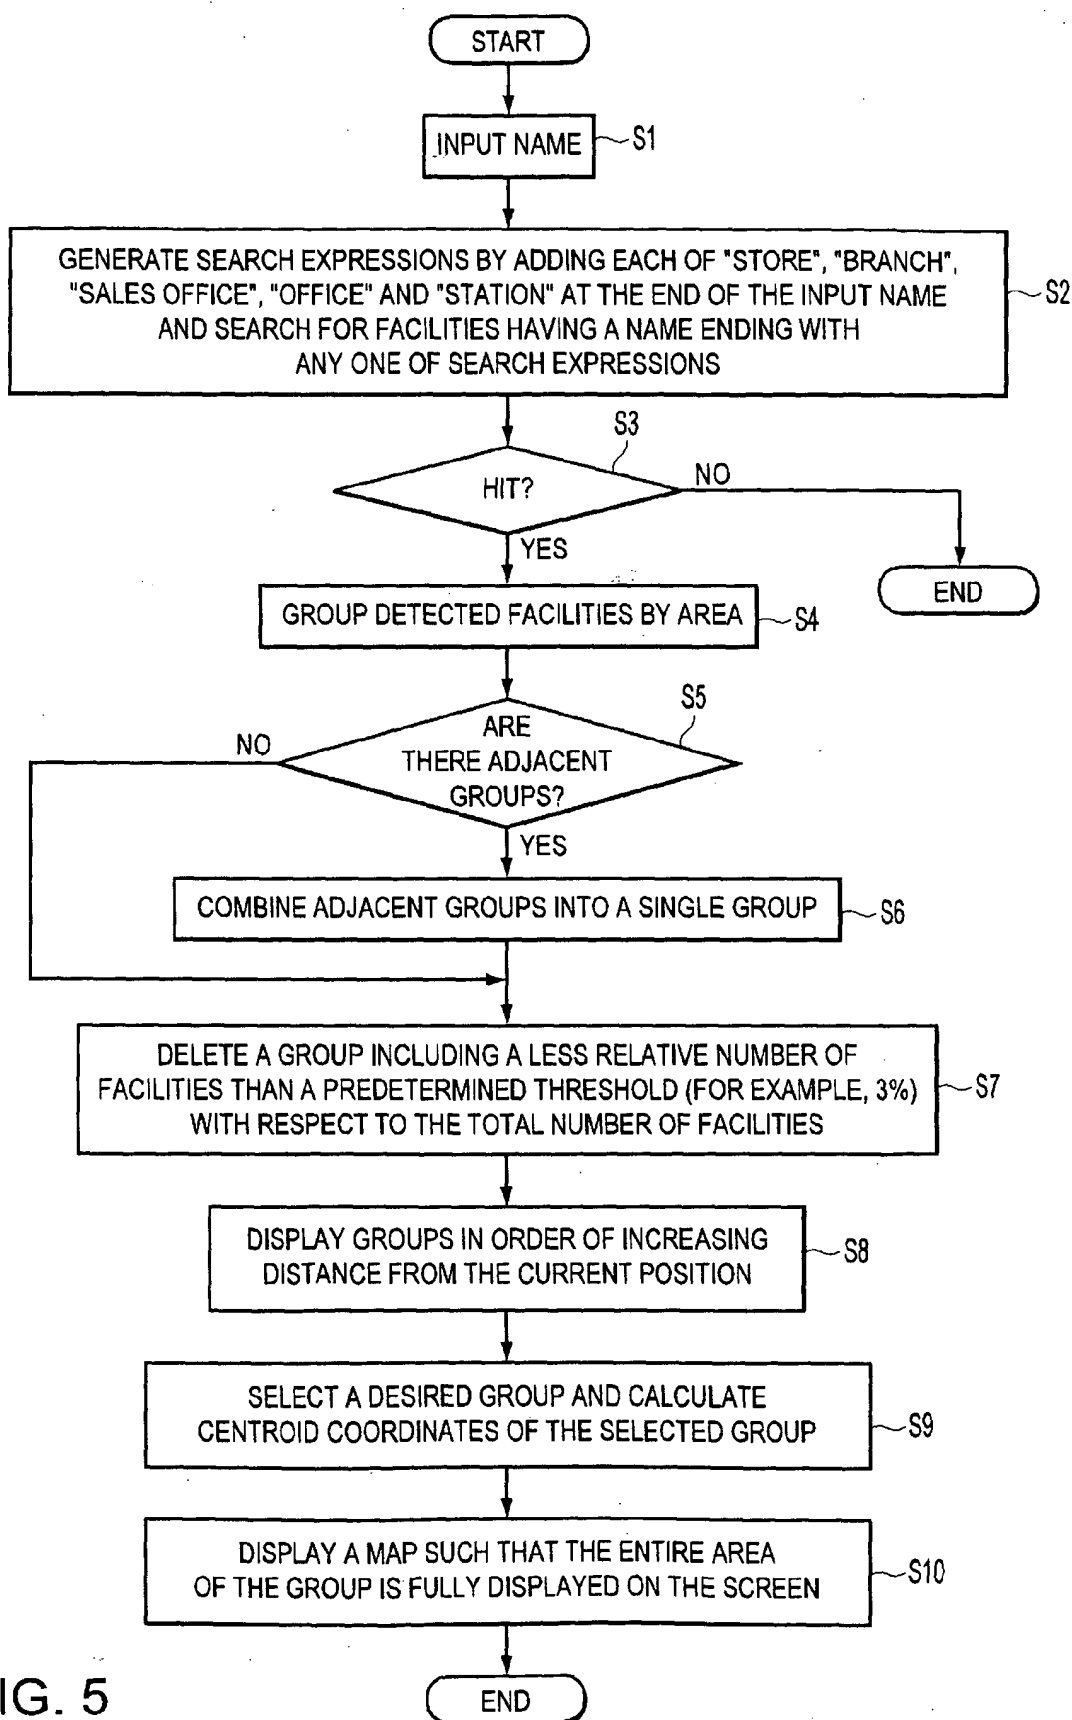 START
INPUT NAME
S1
GENERATE SEARCH EXPRESSIONS BY ADDING EACH OF "STORE", "BRANCH",
"SALES OFFICE", "OFFICE" AND "STATION" AT THE END OF THE INPUT NAME
AND SEARCH FOR FACILITIES HAVING A NAME ENDING WITH
ANY ONE OF SEARCH EXPRESSIONS
S2
S3
HIT?
NO
YES
END
GROUP DETECTED FACILITIES BY AREA
S4
S5
ARE
THERE ADJACENT
GROUPS?
NO
YES
COMBINE ADJACENT GROUPS INTO A SINGLE GROUP
S6
DELETE A GROUP INCLUDING A LESS RELATIVE NUMBER OF
FACILITIES THAN A PREDETERMINED THRESHOLD (FOR EXAMPLE, 3%)
WITH RESPECT TO THE TOTAL NUMBER OF FACILITIES
S7
DISPLAY GROUPS IN ORDER OF INCREASING
DISTANCE FROM THE CURRENT POSITION
S8
SELECT A DESIRED GROUP AND CALCULATE
CENTROID COORDINATES OF THE SELECTED GROUP
S9
DISPLAY A MAP SUCH THAT THE ENTIRE AREA
OF THE GROUP IS FULLY DISPLAYED ON THE SCREEN
S10
END
IG. 5